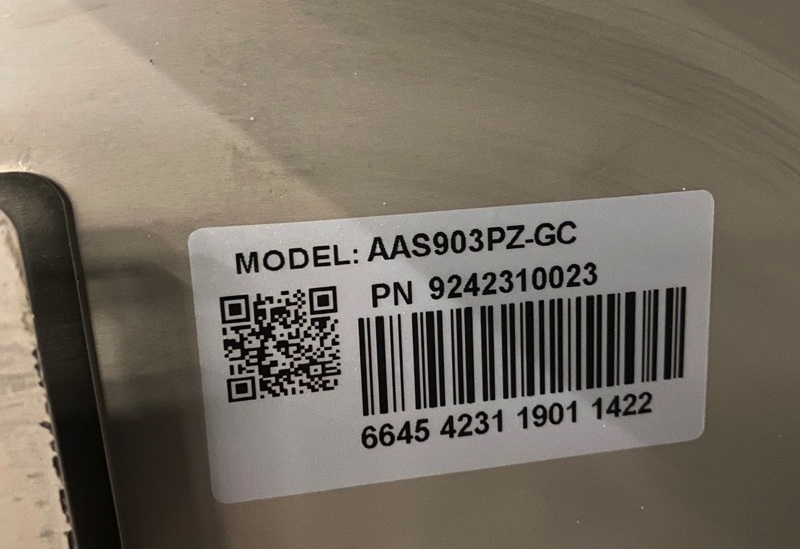 MODEL: AAS903PZ-GC
PN 9242310023
6645 4231 1901 1422